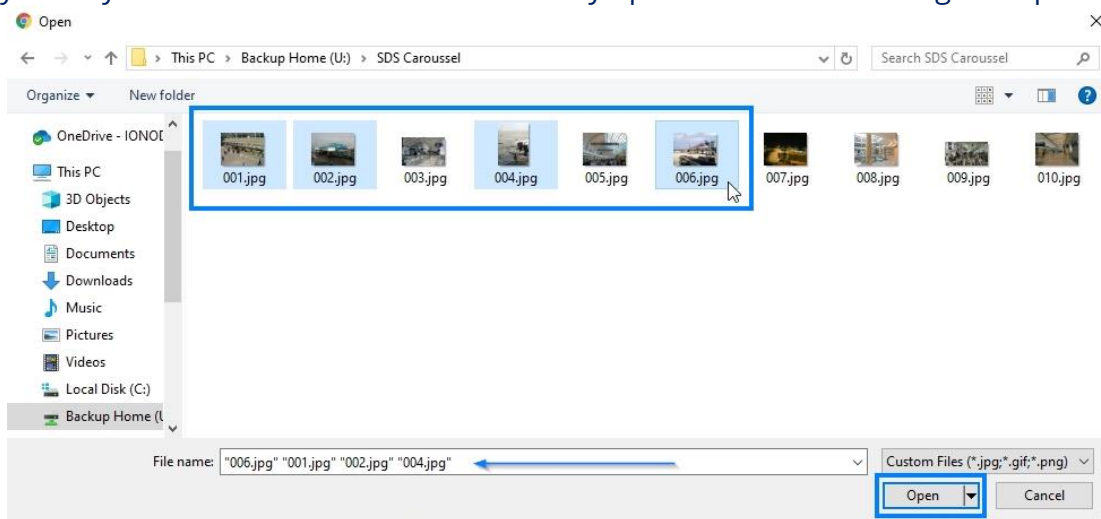 Open
This PC > Backup Home (U:) > SDS Caroussel
Search SDS Caroussel
Organize
New folder
OneDrive - IONOD
This PC
3D Objects
Desktop
Documents
Downloads
Music
Pictures
Videos
Local Disk (C:)
Backup Home (U
001.jpg
002.jpg
003.jpg
004.jpg
005.jpg
006.jpg
007.jpg
008.jpg
009.jpg
010.jpg
File name: "006.jpg" "001.jpg" "002.jpg" "004.jpg"
Custom Files (*.jpg;*.gif;*.png)
Open
Cancel